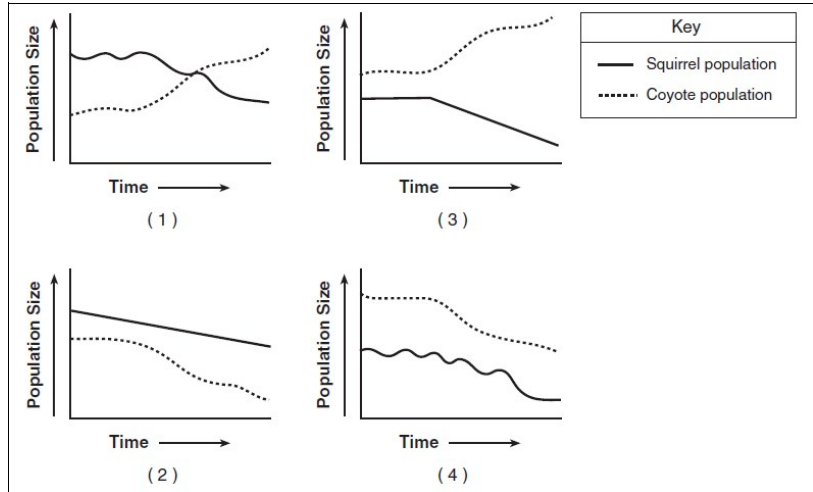 Population Size
Time
( 1 )
Population Size
Time
( 3 )
Key
Squirrel population
Coyote population
Population Size
Time
( 2 )
Population Size
Time
( 4 )